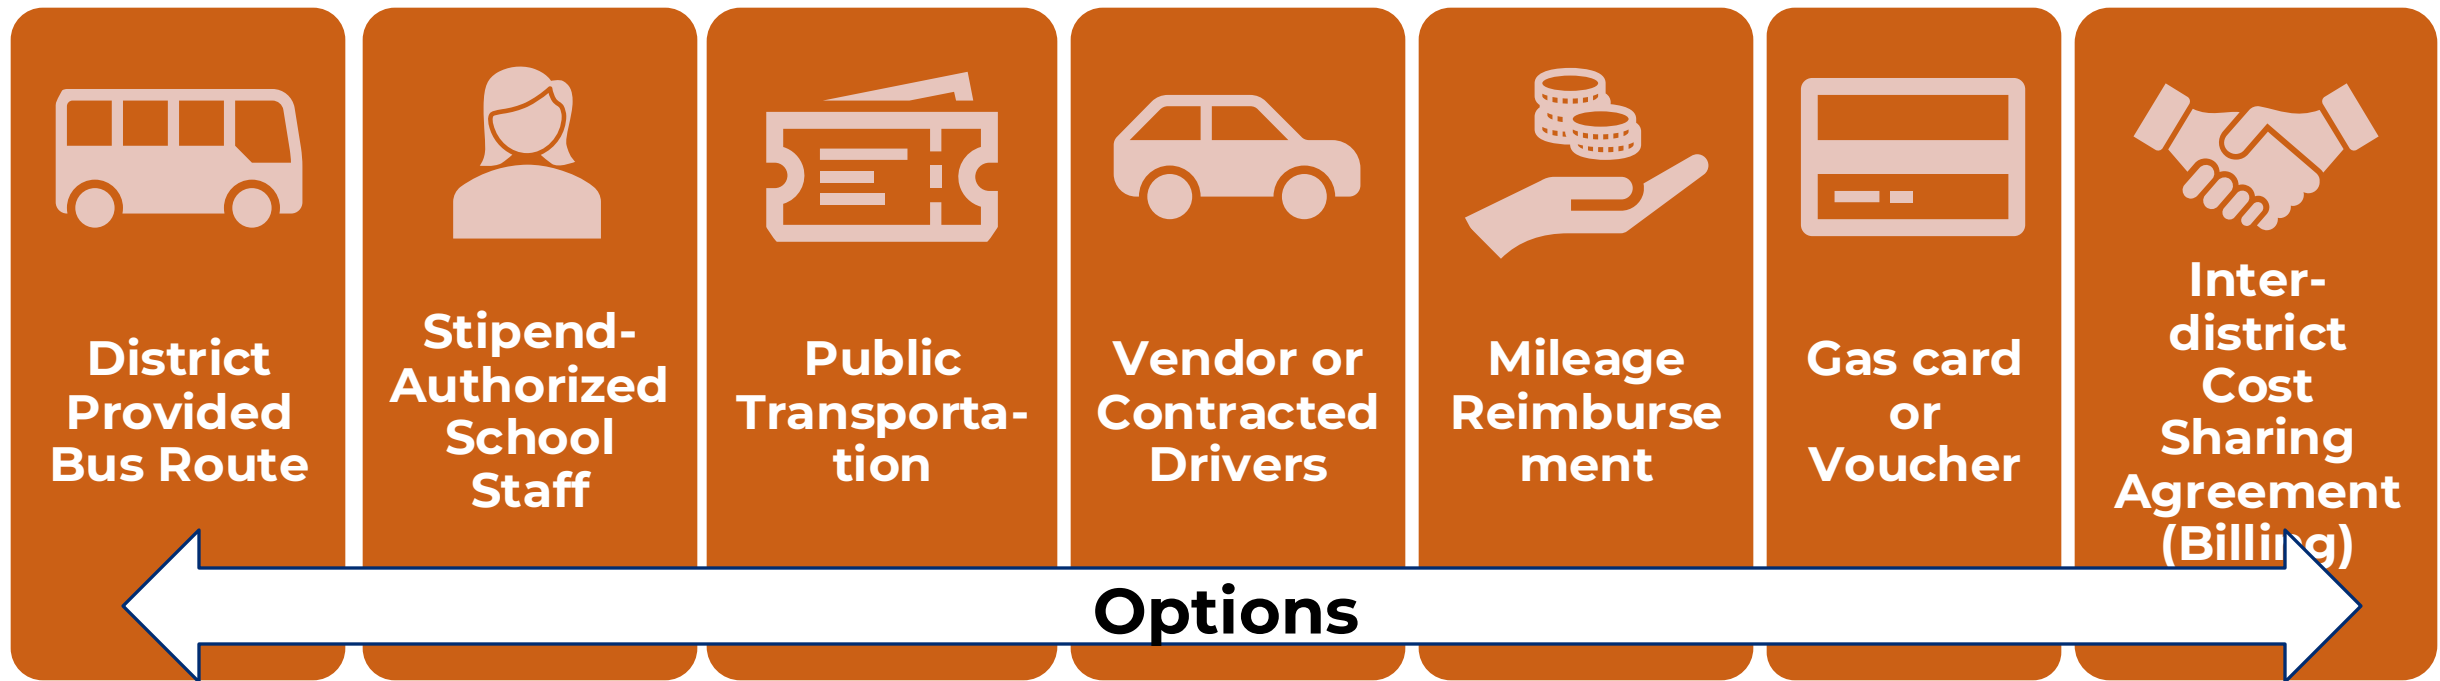 District
Provided
Bus Route
Stipend-
Authorized
School
Staff
Public
Transporta-
tion
Vendor or
Contracted
Drivers
Mileage
Reimburse
ment
Gas card
or
Voucher
Inter-
district
Cost
Sharing
Agreement
(Billing)
Options